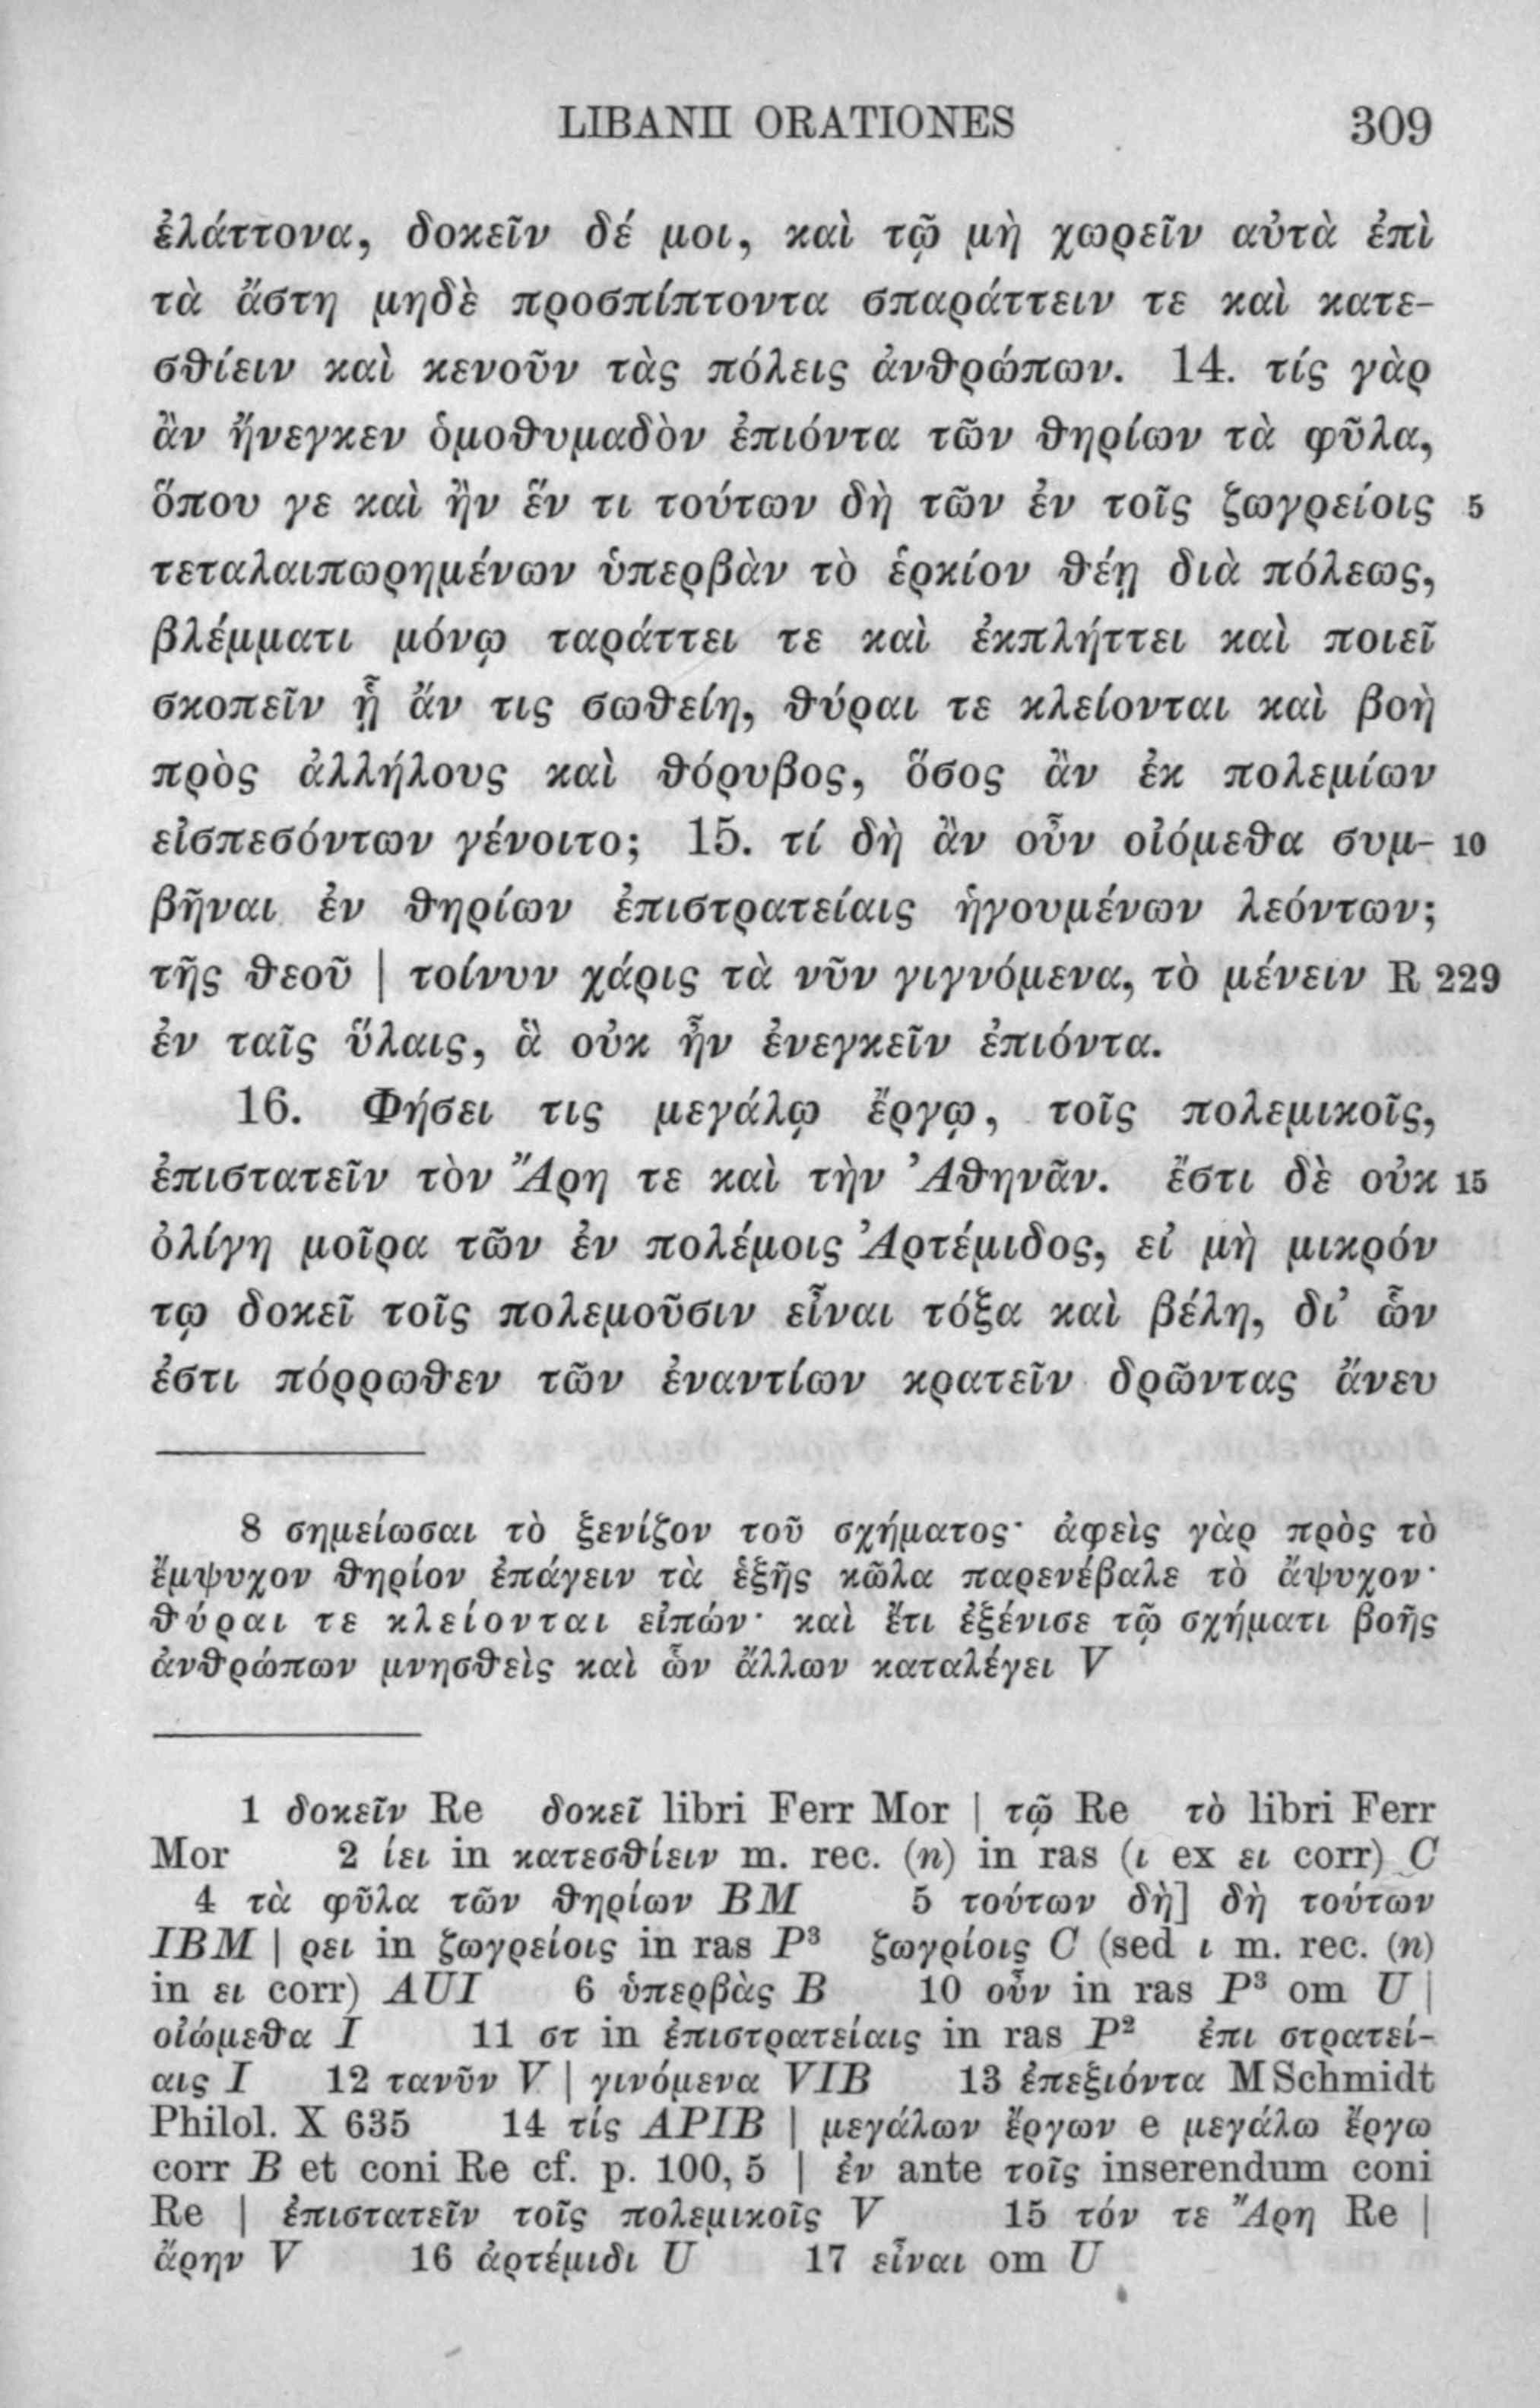 LIBANII ORATIONES 309
ἐλάττονα, δοκεῖν δέ μοι, καὶ τῷ μὴ χωρεῖν αὐτὰ ἐπὶ
τὰ ἄστη μηδὲ προσπίπτοντα σπαράττειν τε καὶ κατε-
σθίειν καὶ κενοῦν τὰς πόλεις ἀνθρώπων. 14. τίς γὰρ
ἂν ἤνεγκεν ὁμοθυμαδὸν ἐπιόντα τῶν θηρίων τὰ φῦλα,
ὅπου γε καὶ ἢν ἕν τι τούτων δὴ τῶν ἐν τοῖς ζωγρείοις 5
τεταλαιπωρημένων ὑπερβὰν τὸ ἑρκίον θέῃ διὰ πόλεως,
βλέμματι μόνῳ ταράττει τε καὶ ἐκπλήττει καὶ ποιεῖ
σκοπεῖν ᾗ ἄν τις σωθείη, θύραι τε κλείονται καὶ βοὴ
πρὸς ἀλλήλους καὶ θόρυβος, ὅσος ἂν ἐκ πολεμίων
εἰσπεσόντων γένοιτο; 15. τί δὴ ἂν οὖν οἰόμεθα συμ- 10
βῆναι ἐν θηρίων ἐπιστρατείαις ἡγουμένων λεόντων;
τῆς θεοῦ | τοίνυν χάρις τὰ νῦν γιγνόμενα, τὸ μένειν R 229
ἐν ταῖς ὕλαις, ἃ οὐκ ἦν ἐνεγκεῖν ἐπιόντα.
16. Φήσει τις μεγάλῳ ἔργῳ, τοῖς πολεμικοῖς,
ἐπιστατεῖν τὸν Ἄρη τε καὶ τὴν Ἀθηνᾶν. ἔστι δὲ οὐκ 15
ὀλίγη μοῖρα τῶν ἐν πολέμοις Ἀρτέμιδος, εἰ μὴ μικρόν
τῳ δοκεῖ τοῖς πολεμοῦσιν εἶναι τόξα καὶ βέλη, δι' ὧν
ἐστι πόρρωθεν τῶν ἐναντίων κρατεῖν δρῶντας ἄνευ
8 σημείωσαι τὸ ξενίζον τοῦ σχήματος· ἀφεὶς γὰρ πρὸς τὸ
ἔμψυχον θηρίον ἐπάγειν τὰ ἑξῆς κῶλα παρενέβαλε τὸ ἄψυχον·
θύραι τε κλείονται εἰπών· καὶ ἔτι ἐξένισε τῷ σχήματι βοῆς
ἀνθρώπων μνησθεὶς καὶ ὧν ἄλλων καταλέγει V
1 δοκεῖν Re δοκεῖ libri Ferr Mor | τῷ Re τὸ libri Ferr
Mor 2 ίει in κατεσθίειν m. rec. (n) in ras (ι ex ει corr) C
4 τὰ φῦλα τῶν θηρίων BM 5 τούτων δὴ] δὴ τούτων
IBM | ρει in ζωγρείοις in ras P³ ζωγρίοις C (sed ι m. rec. (n)
in ει corr) AUI 6 ὑπερβὰς B 10 οὖν in ras P³ om U |
οἰώμεθα I 11 στ in ἐπιστρατείαις in ras P² ἐπι στρατεί-
αις I 12 τανῦν V | γινόμενα VIB 13 ἐπεξιόντα MSchmidt
Philol. X 635 14 τίς APIB | μεγάλων ἔργων e μεγάλω ἔργω
corr B et coni Re cf. p. 100, 5 | ἐν ante τοῖς inserendum coni
Re | ἐπιστατεῖν τοῖς πολεμικοῖς V 15 τόν τε Ἄρη Re |
ἄρην V 16 ἀρτέμιδι U 17 εἶναι om U